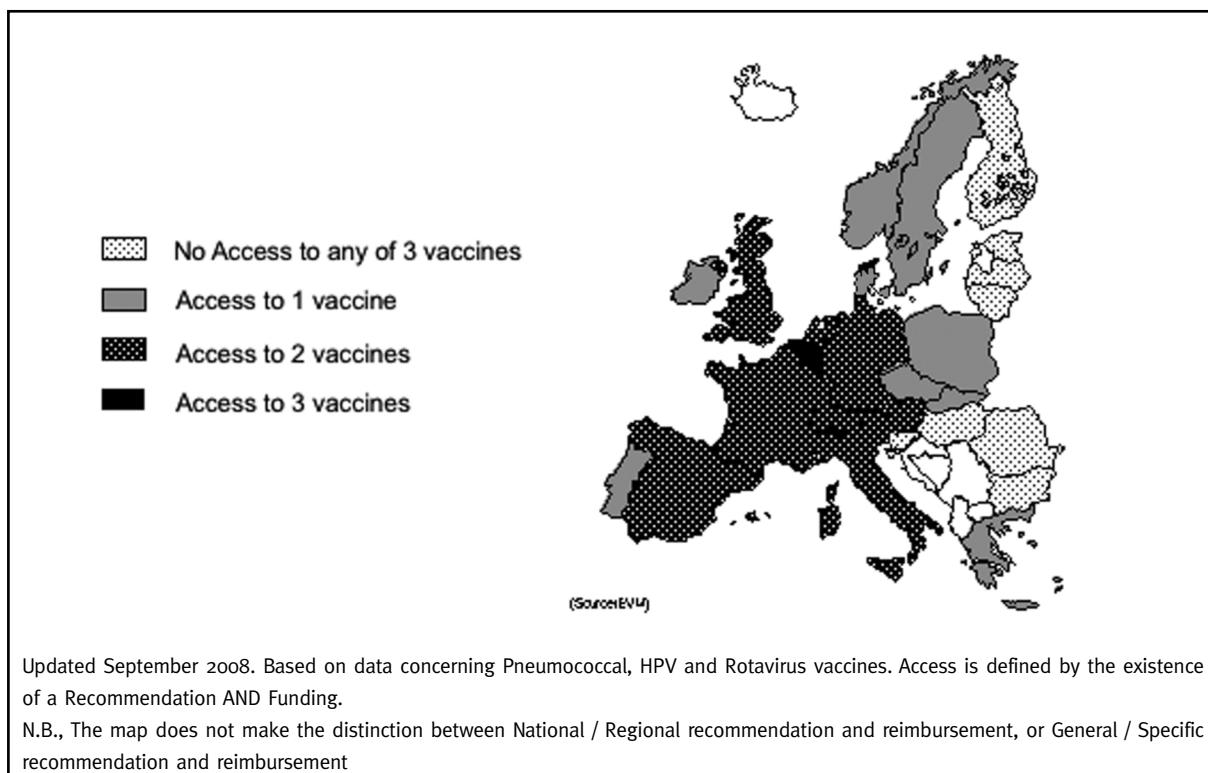 No Access to any of 3 vaccines
Access to 1 vaccine
Access to 2 vaccines
Access to 3 vaccines
(Source:EVM)
Updated September 2008. Based on data concerning Pneumococcal, HPV and Rotavirus vaccines. Access is defined by the existence
of a Recommendation AND Funding.
N.B., The map does not make the distinction between National / Regional recommendation and reimbursement, or General / Specific
recommendation and reimbursement